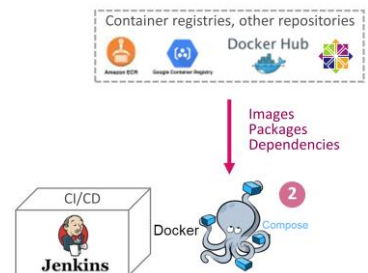 Container registries, other repositories
Amazon ECR
Google Container Registry
Docker Hub
Images
Packages
Dependencies
2
CI/CD
Docker
Compose
Jenkins